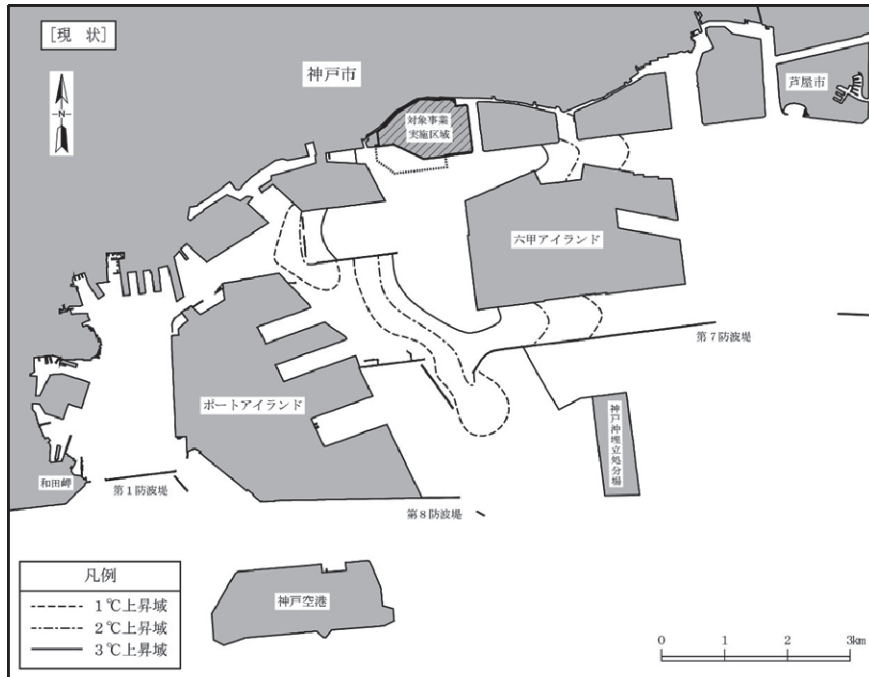 [現 状]
N
神戸市
芦屋市
対象事業
実施区域
六甲アイランド
第7防波堤
ポートアイランド
神戸沖埋立処分場
和田岬
第1防波堤
第8防波堤
神戸空港
凡例
1℃上昇域
2℃上昇域
3℃上昇域
0 1 2 3km